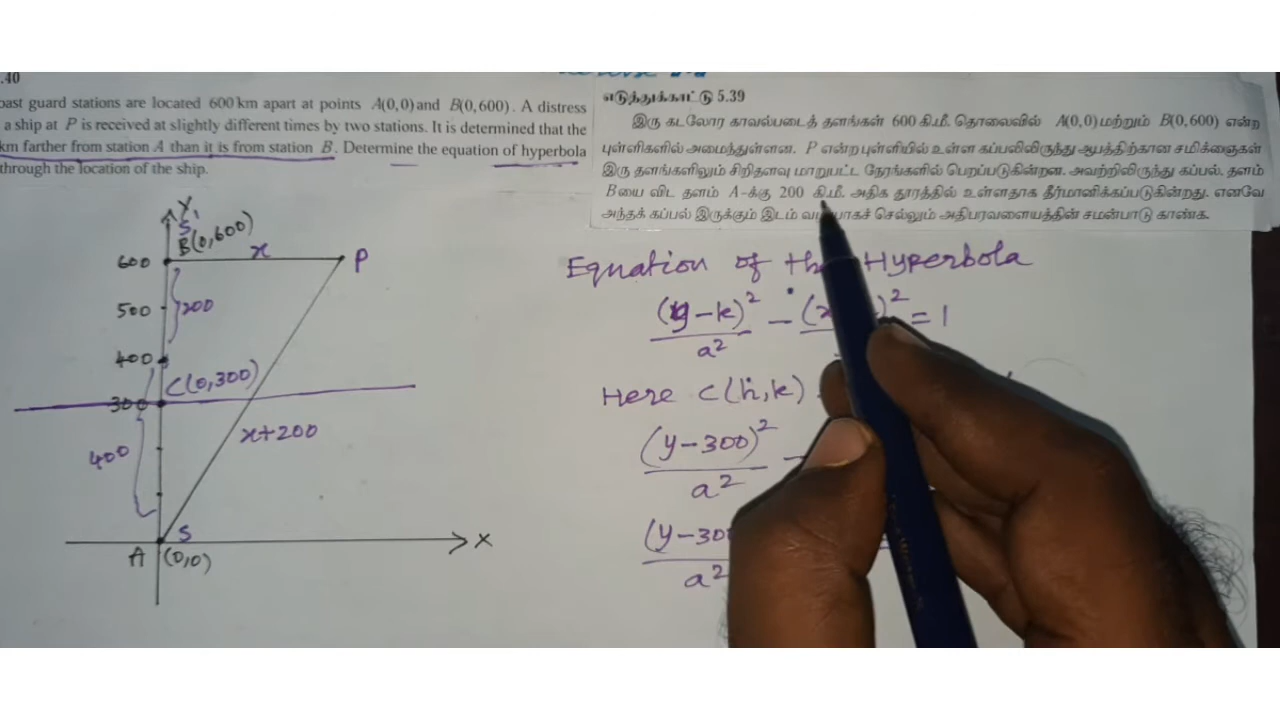 .40
oast guard stations are located 600 km apart at points A(0,0) and B(0,600). A distress
a ship at P is received at slightly different times by two stations. It is determined that the
km farther from station A than it is from station B. Determine the equation of hyperbola
through the location of the ship.
எடுத்துக்காட்டு 5.39
இரு கடலோர காவல்படைத் தளங்கள் 600 கி.மீ. தொலைவில் A(0,0) மற்றும் B(0,600) என்ற
புள்ளிகளில் அமைந்துள்ளன. P என்ற புள்ளியில் உள்ள கப்பலிலிருந்து ஆபத்திற்கான சமிக்ஞைகள்
இரு தளங்களிலும் சிறிதளவு மாறுபட்ட நேரங்களில் பெறப்படுகின்றன. அவற்றிலிருந்து கப்பல், தளம்
Bயை விட தளம் A-க்கு 200 கி.மீ. அதிக தூரத்தில் உள்ளதாக தீர்மானிக்கப்படுகின்றது. எனவே
அந்தக் கப்பல் இருக்கும் இடம் செல்லும் அதிபரவளையத்தின் சமன்பாடு காண்க.
Y
S'
B(0,600)
600 x P
500 200
400
C(0,300)
300
x+200
400
S
A (0,0) X
Equation of the Hyperbola
(y-k)² - (x )² = 1
a²
Here C(h,k)
(y-300)² -
a²
(y-30
a²